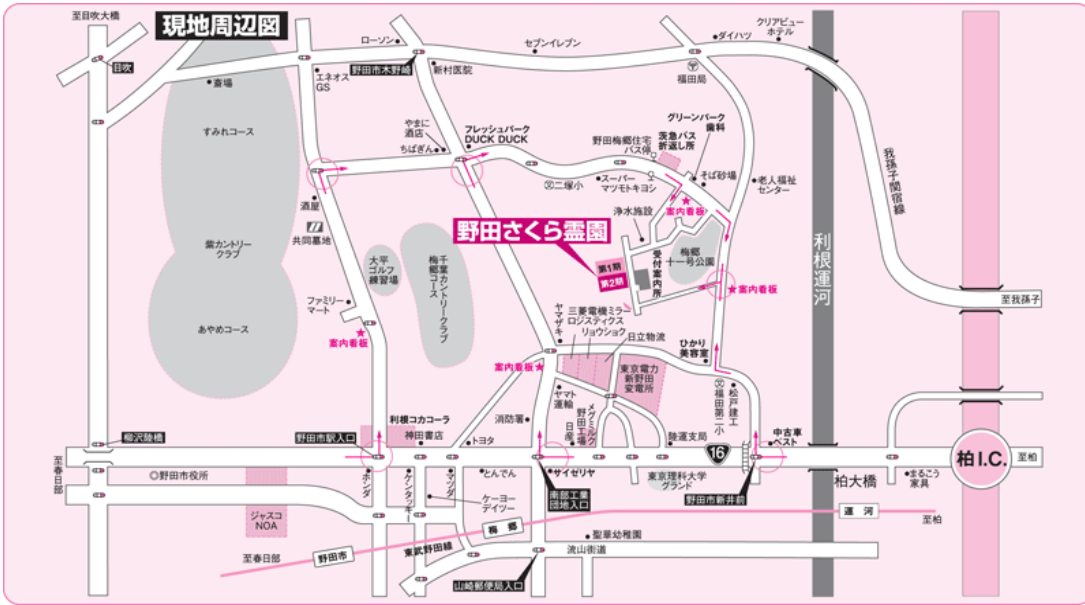 至目吹大橋
現地周辺図
目吹
斎場
すみれコース
紫カントリー
クラブ
あやめコース
エネオス
GS
ローソン
野田市木野崎
新村医院
セブンイレブン
福田局
ダイハツ
クリアビュー
ホテル
やまに
酒店
ちばぎん
フレッシュパーク
DUCK DUCK
野田梅郷住宅
バス停
茨急バス
折返し所
グリーンパーク
歯科
二塚小
スーパー
マツモトキヨシ
そば砂場
老人福祉
センター
我孫子関宿線
酒屋
共同墓地
大平
ゴルフ
練習場
千葉カントリークラブ
梅郷コース
野田さくら霊園
浄水施設
案内看板
第1期
第2期
受付案内所
梅郷
十一号公園
案内看板
利根運河
至我孫子
ファミリー
マート
案内看板
ヤマザキ
三菱電機ミラー
ロジスティクス
リョウショク
日立物流
案内看板
東京電力
新野田
変電所
ひかり
美容室
福田第二小
松戸建工
ヤマト
運輸
消防署
日産
メグミルク
野田工場
陸運支局
16
中古車
ベスト
柳沢陸橋
野田市駅入口
利根コカコーラ
神田書店
トヨタ
至春日部
野田市役所
ホンダ
ケンタッキー
マツダ
とんでん
サイゼリヤ
南部工業
団地入口
東京理科大学
グランド
野田市新井前
柏大橋
まるこう
家具
柏I.C.
至柏
ジャスコ
NOA
ケーヨー
デイツー
梅郷
運河
至柏
至春日部
野田市
東武野田線
聖華幼稚園
流山街道
山崎郵便局入口